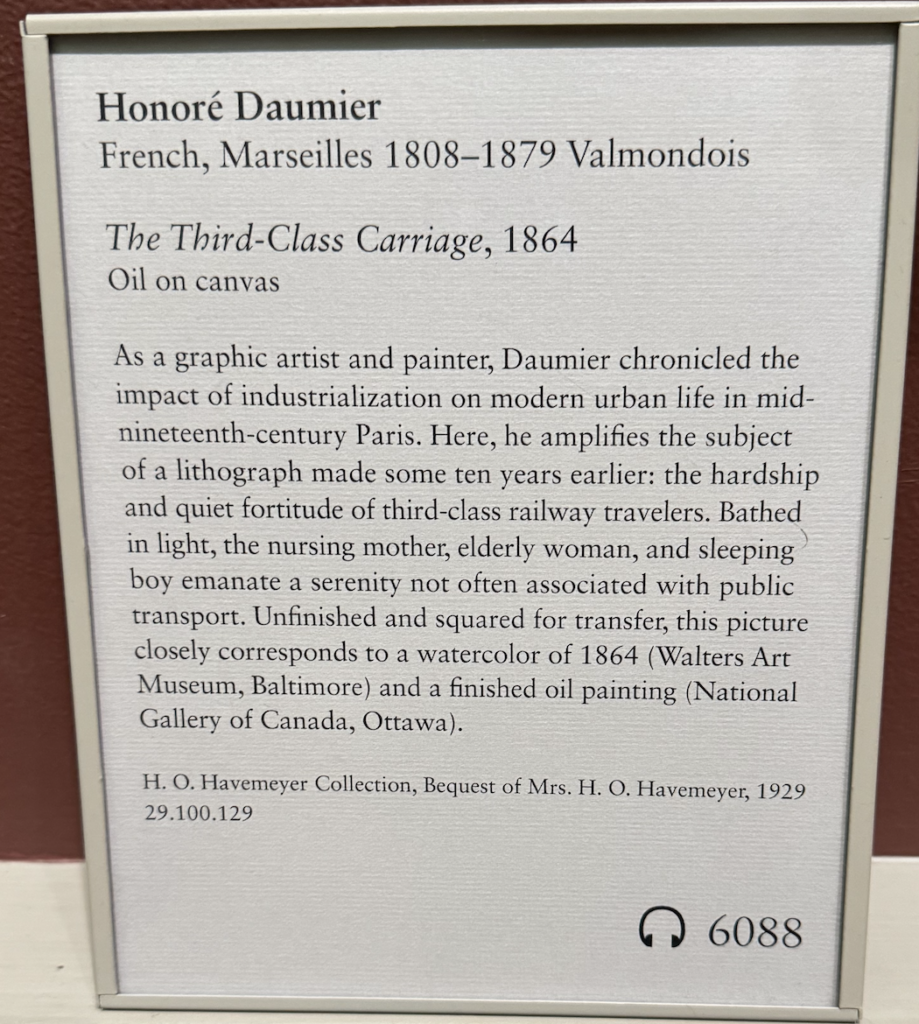 Honoré Daumier
French, Marseilles 1808–1879 Valmondois
The Third-Class Carriage, 1864
Oil on canvas
As a graphic artist and painter, Daumier chronicled the
impact of industrialization on modern urban life in mid-
nineteenth-century Paris. Here, he amplifies the subject
of a lithograph made some ten years earlier: the hardship
and quiet fortitude of third-class railway travelers. Bathed
in light, the nursing mother, elderly woman, and sleeping
boy emanate a serenity not often associated with public
transport. Unfinished and squared for transfer, this picture
closely corresponds to a watercolor of 1864 (Walters Art
Museum, Baltimore) and a finished oil painting (National
Gallery of Canada, Ottawa).
H. O. Havemeyer Collection, Bequest of Mrs. H. O. Havemeyer, 1929
29.100.129
6088